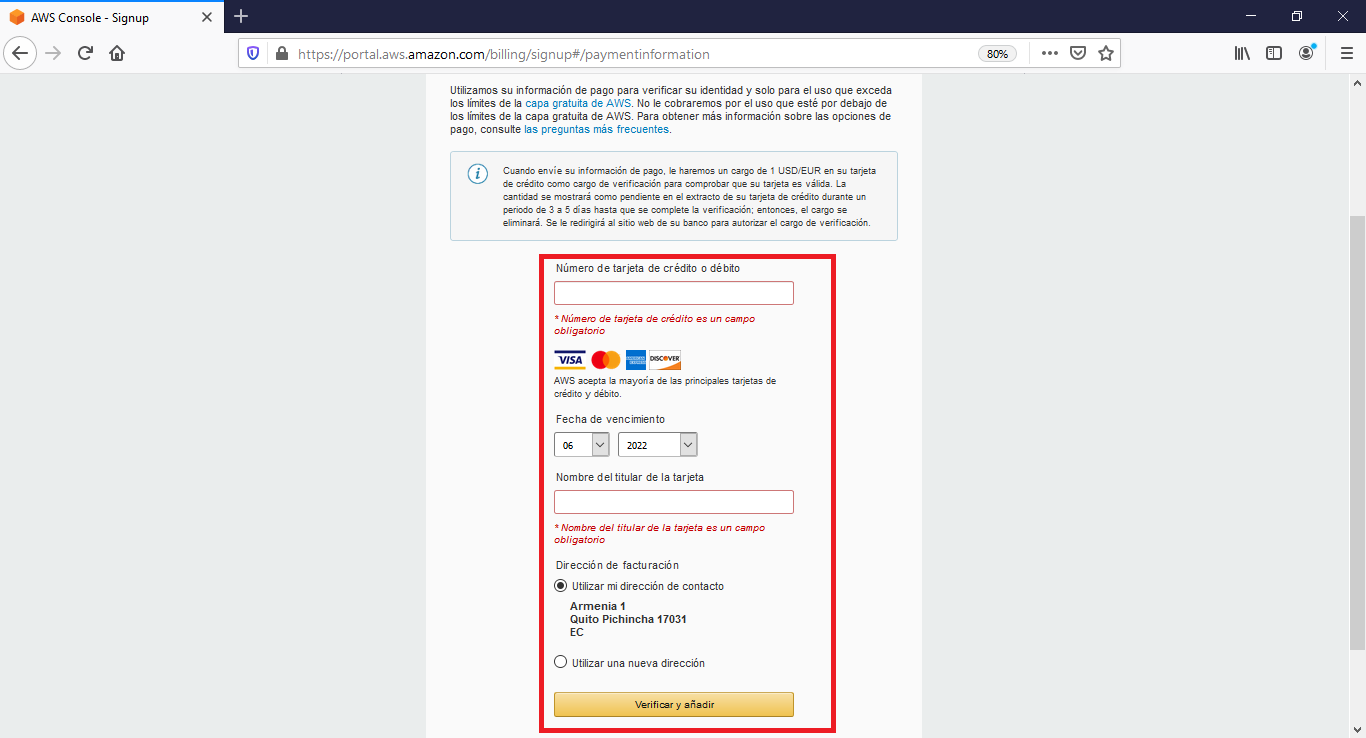 AWS Console - Signup
https://portal.aws.amazon.com/billing/signup#/paymentinformation
80%
Utilizamos su información de pago para verificar su identidad y solo para el uso que exceda
los límites de la capa gratuita de AWS. No le cobraremos por el uso que esté por debajo de
los límites de la capa gratuita de AWS. Para obtener más información sobre las opciones de
pago, consulte las preguntas más frecuentes.
Cuando envíe su información de pago, le haremos un cargo de 1 USD/EUR en su tarjeta
de crédito como cargo de verificación para comprobar que su tarjeta es válida. La
cantidad se mostrará como pendiente en el extracto de su tarjeta de crédito durante un
periodo de 3 a 5 días hasta que se complete la verificación; entonces, el cargo se
eliminará. Se le redirigirá al sitio web de su banco para autorizar el cargo de verificación.
Número de tarjeta de crédito o débito
* Número de tarjeta de crédito es un campo
obligatorio
VISA DISCOVER
AWS acepta la mayoría de las principales tarjetas de
crédito y débito.
Fecha de vencimiento
06 2022
Nombre del titular de la tarjeta
* Nombre del titular de la tarjeta es un campo
obligatorio
Dirección de facturación
Utilizar mi dirección de contacto
Armenia 1
Quito Pichincha 17031
EC
Utilizar una nueva dirección
Verificar y añadir